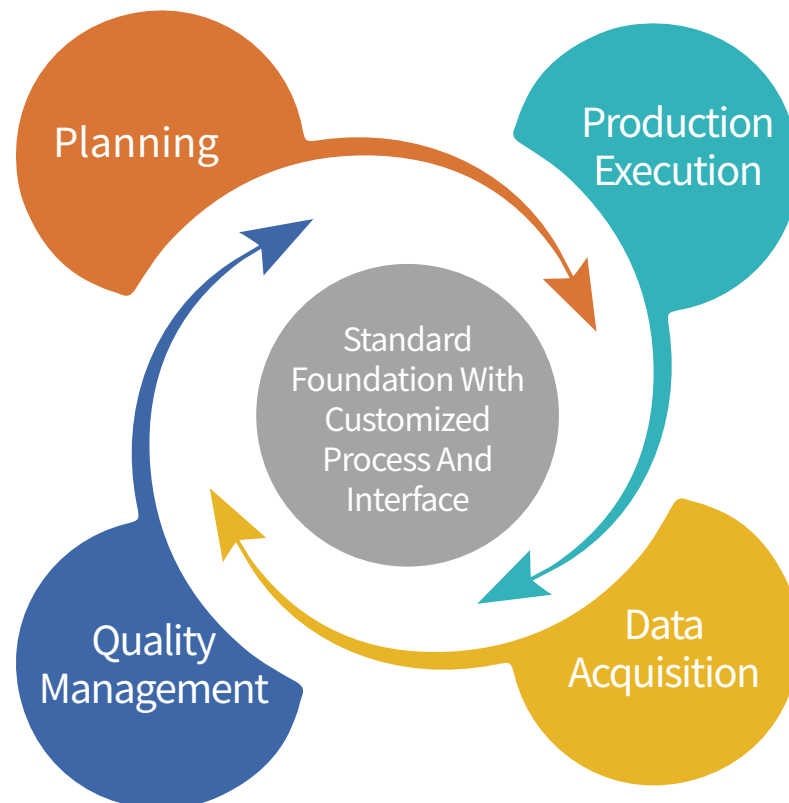 Planning
Production
Execution
Standard
Foundation With
Customized
Process And
Interface
Quality
Management
Data
Acquisition